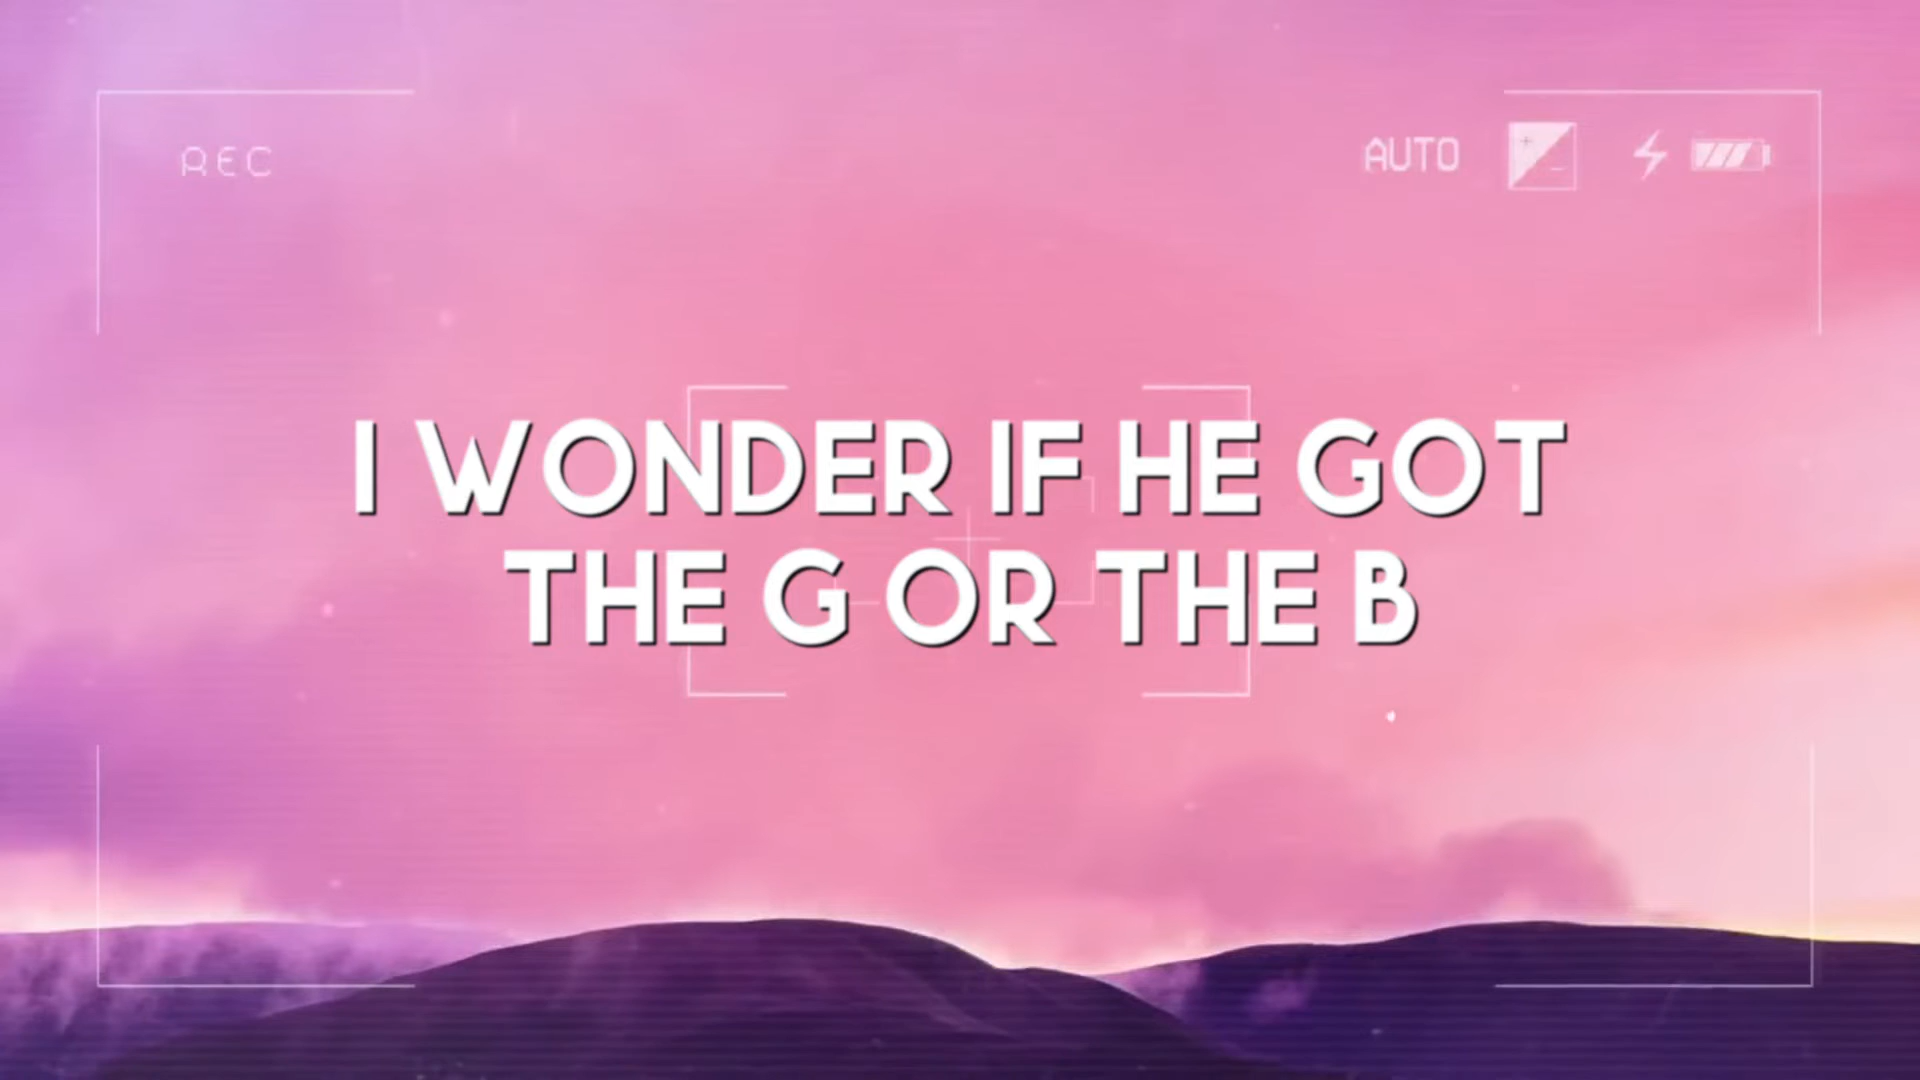 REC
AUTO
I WONDER IF HE GOT
THE G OR THE B